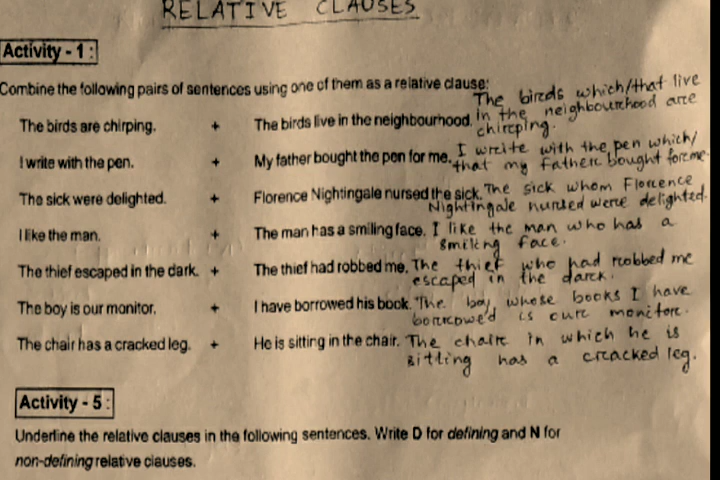 RELATIVE CLAUSES
Activity - 1 :
Combine the following pairs of sentences using one of them as a relative clause:
The birds are chirping. + The birds live in the neighbourhood. The birds which/that live in the neighbourhood are chirping.
I write with the pen. + My father bought the pen for me. I write with the pen which/ that my father bought for me.
The sick were delighted. + Florence Nightingale nursed the sick. The sick whom Florence Nightingale nursed were delighted.
I like the man. + The man has a smiling face. I like the man who has a smiling face.
The thief escaped in the dark. + The thief had robbed me. The thief who had robbed me escaped in the dark.
The boy is our monitor. + I have borrowed his book. The boy whose books I have borrowed is our monitor.
The chair has a cracked leg. + He is sitting in the chair. The chair in which he is sitting has a cracked leg.
Activity - 5 :
Underline the relative clauses in the following sentences. Write D for defining and N for
non-defining relative clauses.